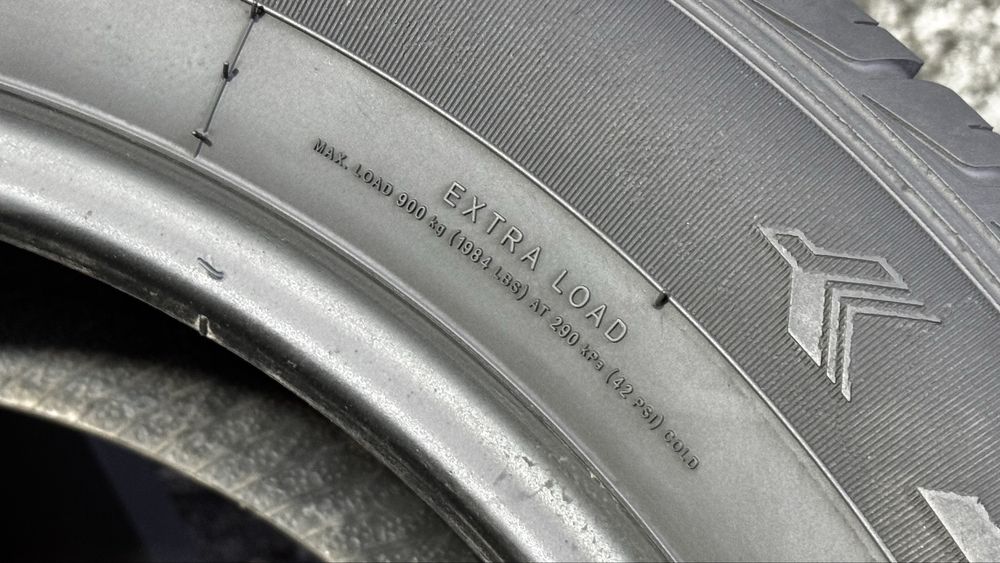 EXTRA LOAD
MAX. LOAD 900 kg (1984 LBS) AT 290 kPa (42 PSI) COLD